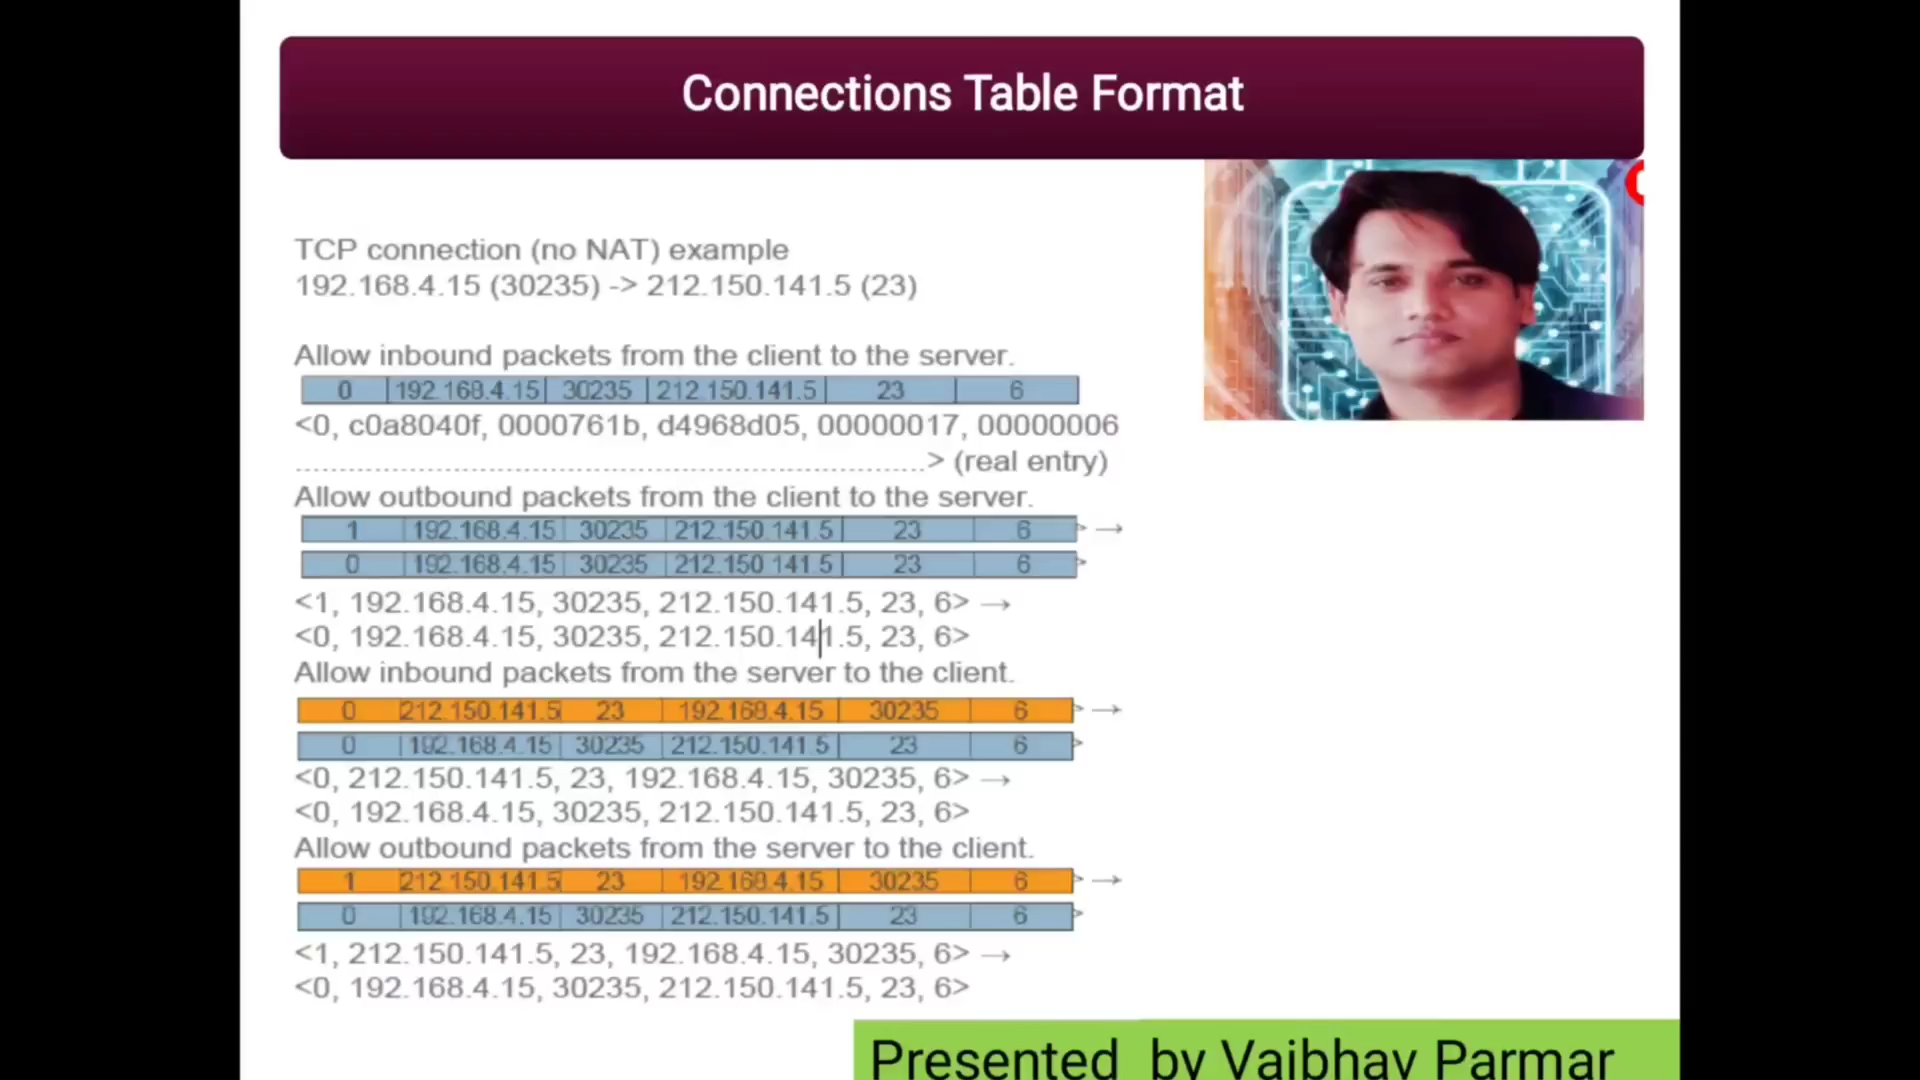 Connections Table Format
TCP connection (no NAT) example
192.168.4.15 (30235) -> 212.150.141.5 (23)
Allow inbound packets from the client to the server.
0 192.168.4.15 30235 212.150.141.5 23 6
<0, c0a8040f, 0000761b, d4968d05, 00000017, 00000006
.......................................................................> (real entry)
Allow outbound packets from the client to the server.
1 192.168.4.15 30235 212.150.141.5 23 6 > →
0 192.168.4.15 30235 212.150 141.5 23 6 >
<1, 192.168.4.15, 30235, 212.150.141.5, 23, 6> →
<0, 192.168.4.15, 30235, 212.150.141.5, 23, 6>
Allow inbound packets from the server to the client.
0 212.150.141.5 23 192.168.4.15 30235 6 > →
0 192.168.4.15 30235 212.150.141.5 23 6 >
<0, 212.150.141.5, 23, 192.168.4.15, 30235, 6> →
<0, 192.168.4.15, 30235, 212.150.141.5, 23, 6>
Allow outbound packets from the server to the client.
1 212.150.141.5 23 192.168.4.15 30235 6 > →
0 192.168.4.15 30235 212.150.141.5 23 6 >
<1, 212.150.141.5, 23, 192.168.4.15, 30235, 6> →
<0, 192.168.4.15, 30235, 212.150.141.5, 23, 6>
Presented by Vaibhav Parmar